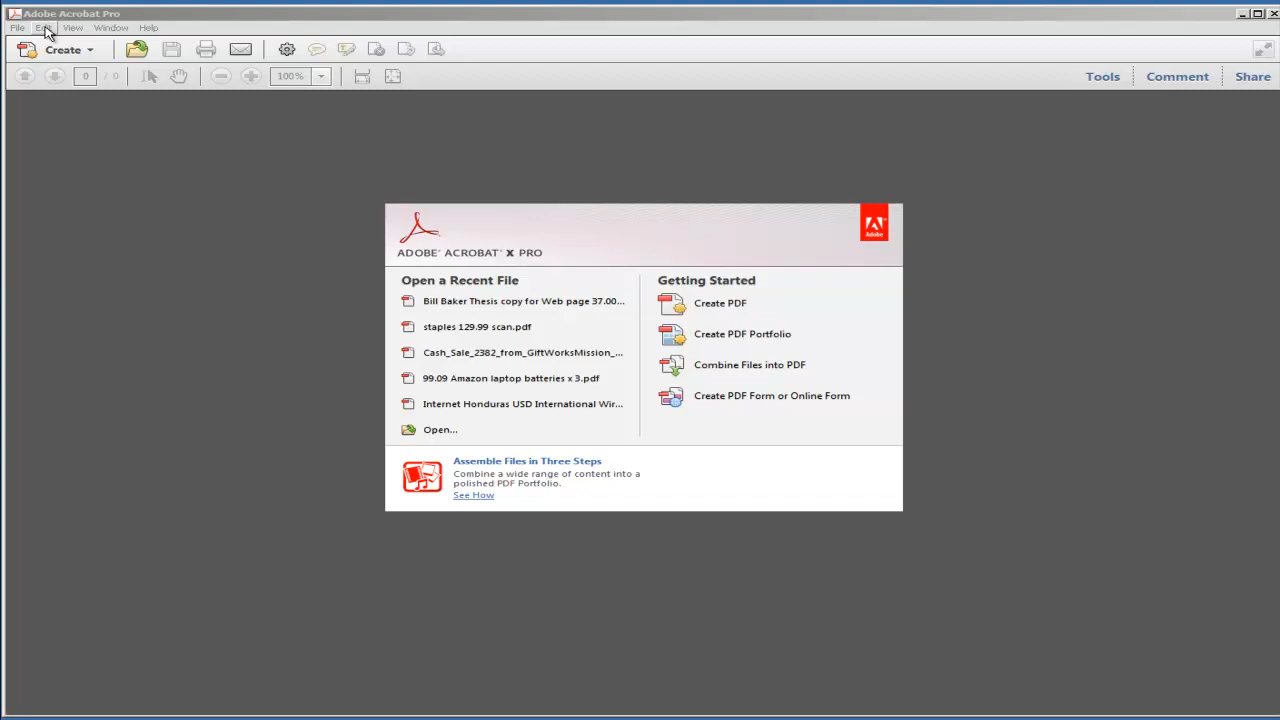 Adobe Acrobat Pro
File Edit View Window Help
Create
0 / 0 100% Tools Comment Share
ADOBE® ACROBAT® X PRO
Adobe
Open a Recent File
Bill Baker Thesis copy for Web page 37.00...
staples 129.99 scan.pdf
Cash_Sale_2382_from_GiftWorksMission_...
99.09 Amazon laptop batteries x 3.pdf
Internet Honduras USD International Wir...
Open...
Getting Started
Create PDF
Create PDF Portfolio
Combine Files into PDF
Create PDF Form or Online Form
Assemble Files in Three Steps
Combine a wide range of content into a
polished PDF Portfolio.
See How